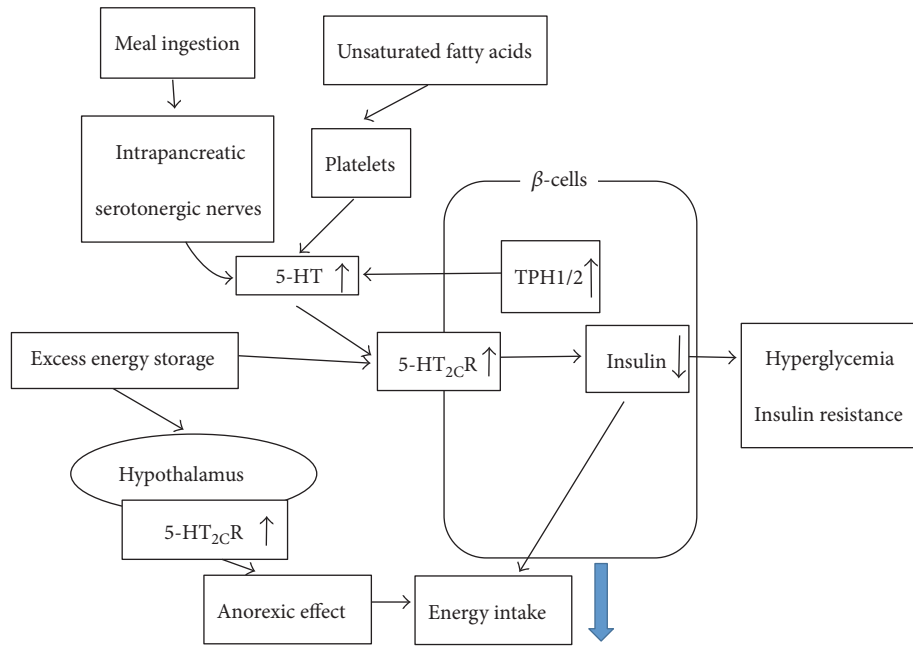 Meal ingestion
Unsaturated fatty acids
Intrapancreatic
serotonergic nerves
Platelets
β-cells
5-HT ↑
TPH1/2 ↑
Excess energy storage
5-HT₂CR ↑
Insulin ↓
Hyperglycemia
Insulin resistance
Hypothalamus
5-HT₂CR ↑
Anorexic effect
Energy intake